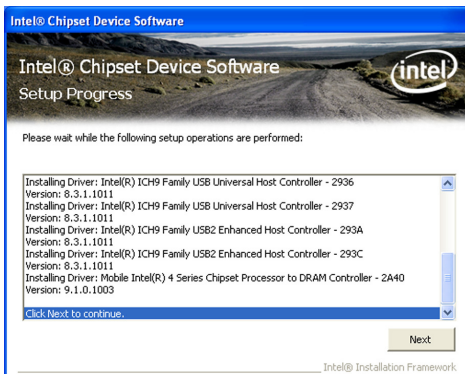 Intel® Chipset Device Software
Intel® Chipset Device Software
Setup Progress
intel
Please wait while the following setup operations are performed:
Installing Driver: Intel(R) ICH9 Family USB Universal Host Controller - 2936
Version: 8.3.1.1011
Installing Driver: Intel(R) ICH9 Family USB Universal Host Controller - 2937
Version: 8.3.1.1011
Installing Driver: Intel(R) ICH9 Family USB2 Enhanced Host Controller - 293A
Version: 8.3.1.1011
Installing Driver: Intel(R) ICH9 Family USB2 Enhanced Host Controller - 293C
Version: 8.3.1.1011
Installing Driver: Mobile Intel(R) 4 Series Chipset Processor to DRAM Controller - 2A40
Version: 9.1.0.1003
Click Next to continue.
Next
Intel® Installation Framework